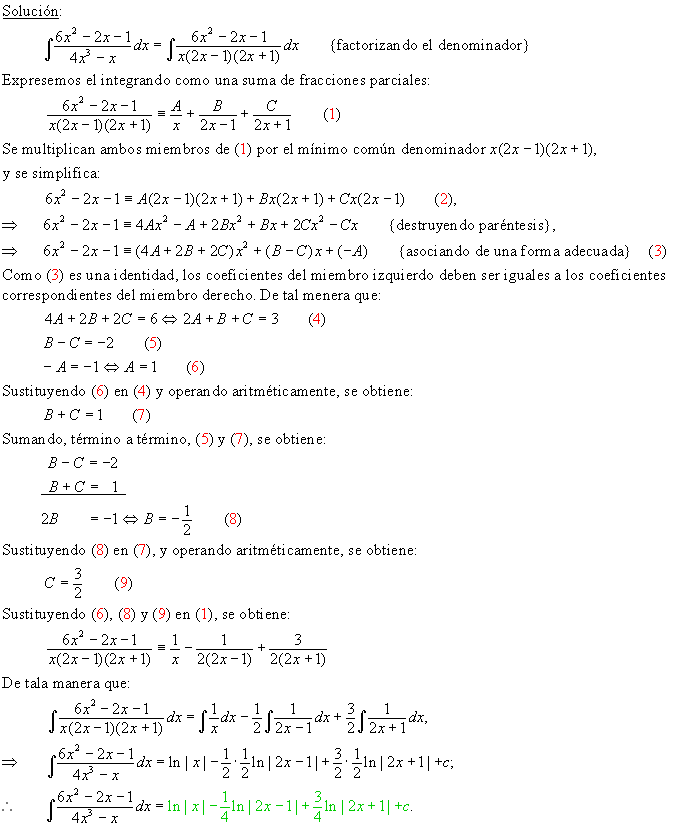 Solución:
∫ (6x² − 2x − 1)/(4x³ − x) dx = ∫ (6x² − 2x − 1)/(x(2x − 1)(2x + 1)) dx {factorizando el denominador}
Expresemos el integrando como una suma de fracciones parciales:
(6x² − 2x − 1)/(x(2x − 1)(2x + 1)) ≡ A/x + B/(2x − 1) + C/(2x + 1) (1)
Se multiplican ambos miembros de (1) por el mínimo común denominador x(2x − 1)(2x + 1),
y se simplifica:
6x² − 2x − 1 ≡ A(2x − 1)(2x + 1) + Bx(2x + 1) + Cx(2x − 1) (2),
⇒ 6x² − 2x − 1 ≡ 4Ax² − A + 2Bx² + Bx + 2Cx² − Cx {destruyendo paréntesis},
⇒ 6x² − 2x − 1 ≡ (4A + 2B + 2C)x² + (B − C)x + (−A) {asociando de una forma adecuada} (3)
Como (3) es una identidad, los coeficientes del miembro izquierdo deben ser iguales a los coeficientes
correspondientes del miembro derecho. De tal menera que:
4A + 2B + 2C = 6 ⇔ 2A + B + C = 3 (4)
B − C = −2 (5)
− A = −1 ⇔ A = 1 (6)
Sustituyendo (6) en (4) y operando aritméticamente, se obtiene:
B + C = 1 (7)
Sumando, término a término, (5) y (7), se obtiene:
B − C = −2
B + C = 1
2B = −1 ⇔ B = −1/2 (8)
Sustituyendo (8) en (7), y operando aritméticamente, se obtiene:
C = 3/2 (9)
Sustituyendo (6), (8) y (9) en (1), se obtiene:
(6x² − 2x − 1)/(x(2x − 1)(2x + 1)) ≡ 1/x − 1/(2(2x − 1)) + 3/(2(2x + 1))
De tala manera que:
∫ (6x² − 2x − 1)/(x(2x − 1)(2x + 1)) dx = ∫ 1/x dx − 1/2 ∫ 1/(2x − 1) dx + 3/2 ∫ 1/(2x + 1) dx,
⇒ ∫ (6x² − 2x − 1)/(4x³ − x) dx = ln | x | − 1/2 · 1/2 ln | 2x − 1| + 3/2 · 1/2 ln | 2x + 1| + c;
∴ ∫ (6x² − 2x − 1)/(4x³ − x) dx = ln | x | − 1/4 ln | 2x − 1| + 3/4 ln | 2x + 1| + c.